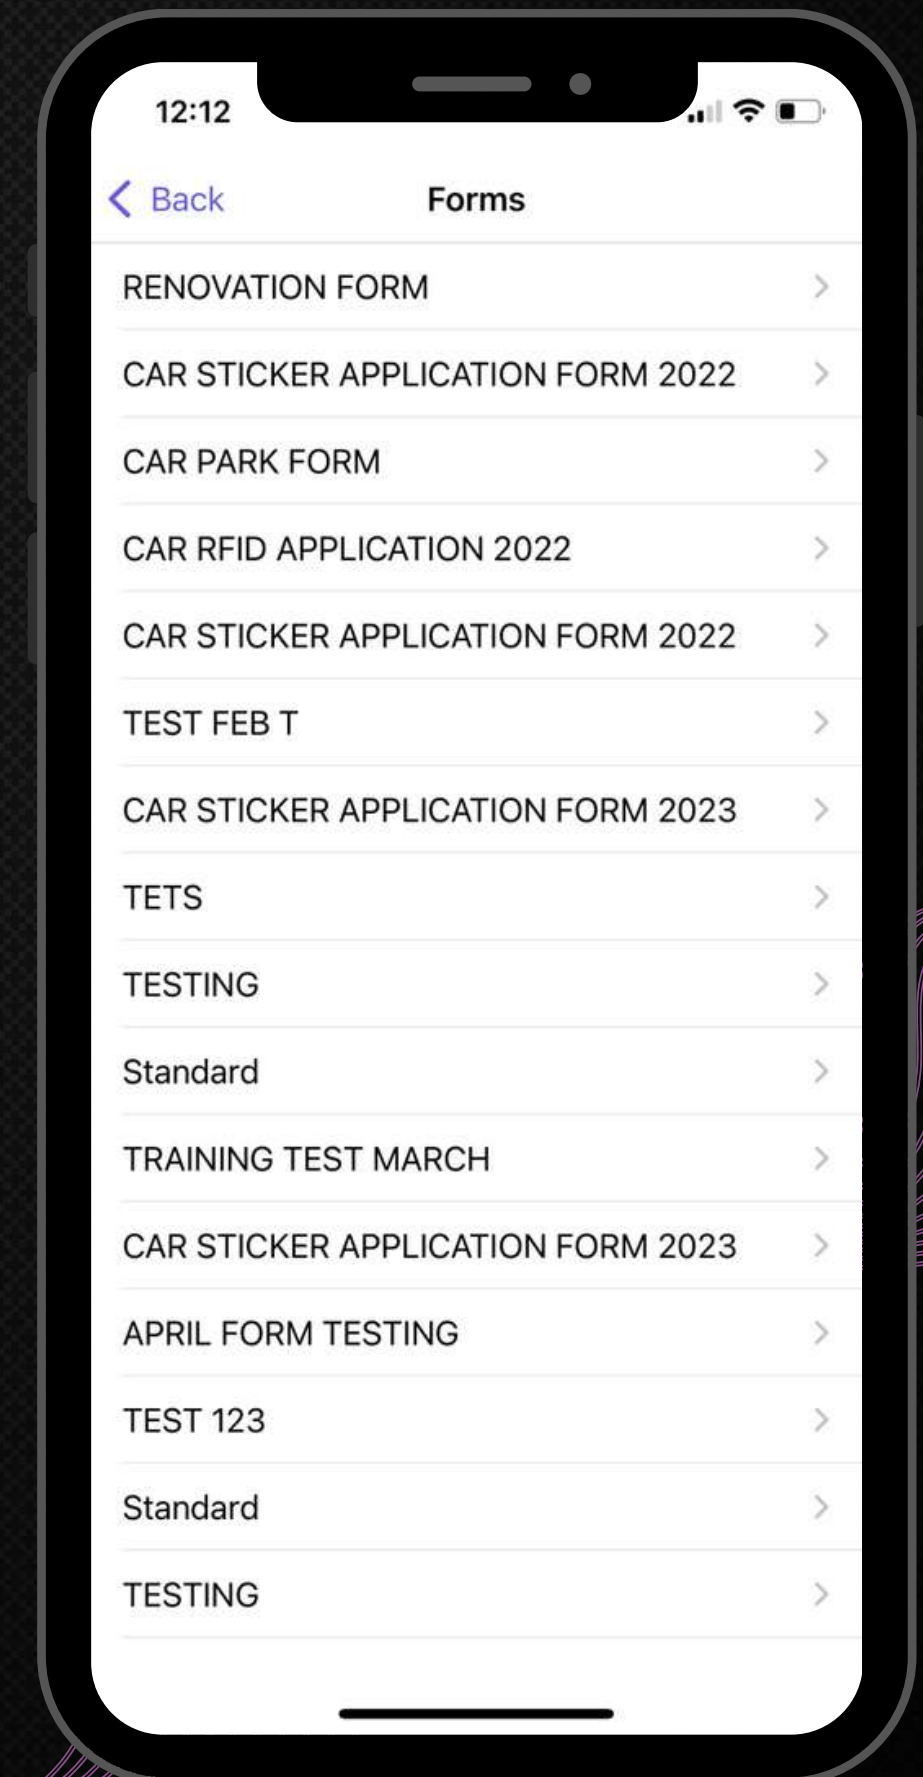 12:12
Back Forms
RENOVATION FORM
CAR STICKER APPLICATION FORM 2022
CAR PARK FORM
CAR RFID APPLICATION 2022
CAR STICKER APPLICATION FORM 2022
TEST FEB T
CAR STICKER APPLICATION FORM 2023
TETS
TESTING
Standard
TRAINING TEST MARCH
CAR STICKER APPLICATION FORM 2023
APRIL FORM TESTING
TEST 123
Standard
TESTING